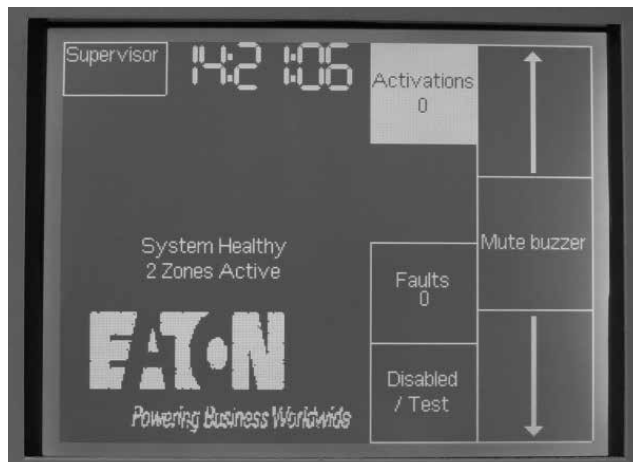 Supervisor
14:21:06
Activations
0
Mute buzzer
System Healthy
2 Zones Active
Faults
0
EATON
Powering Business Worldwide
Disabled
/ Test